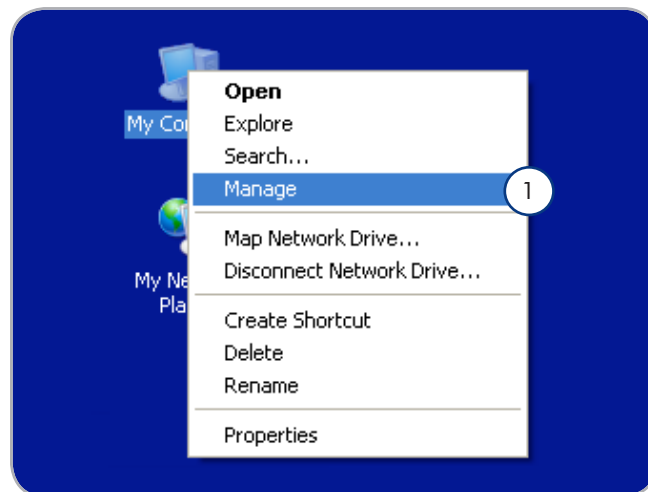 Open
My Co
Explore
Search...
Manage
1
Map Network Drive...
My Ne
Disconnect Network Drive...
Pla
Create Shortcut
Delete
Rename
Properties